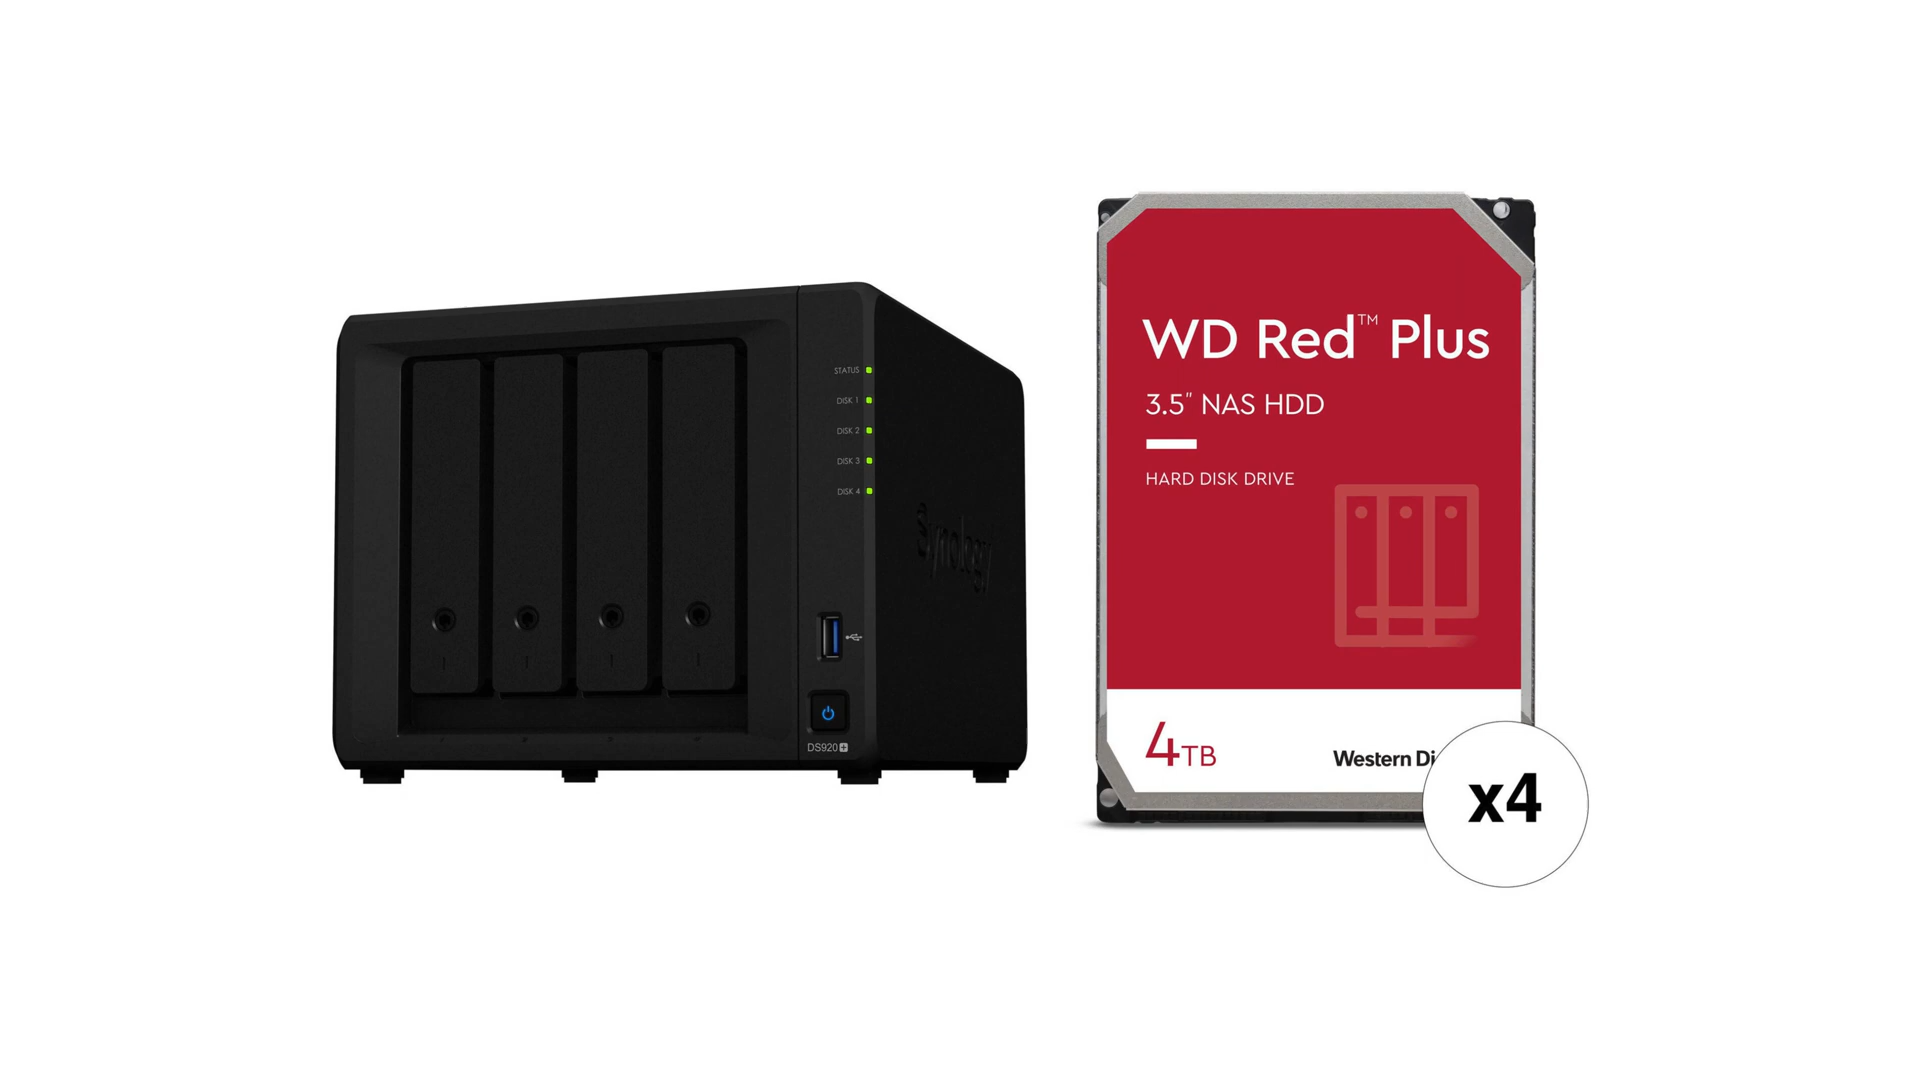 STATUS
DISK 1
DISK 2
DISK 3
DISK 4
Synology
DS920+
WD Red™ Plus
3.5" NAS HDD
HARD DISK DRIVE
4TB
Western Di
x4